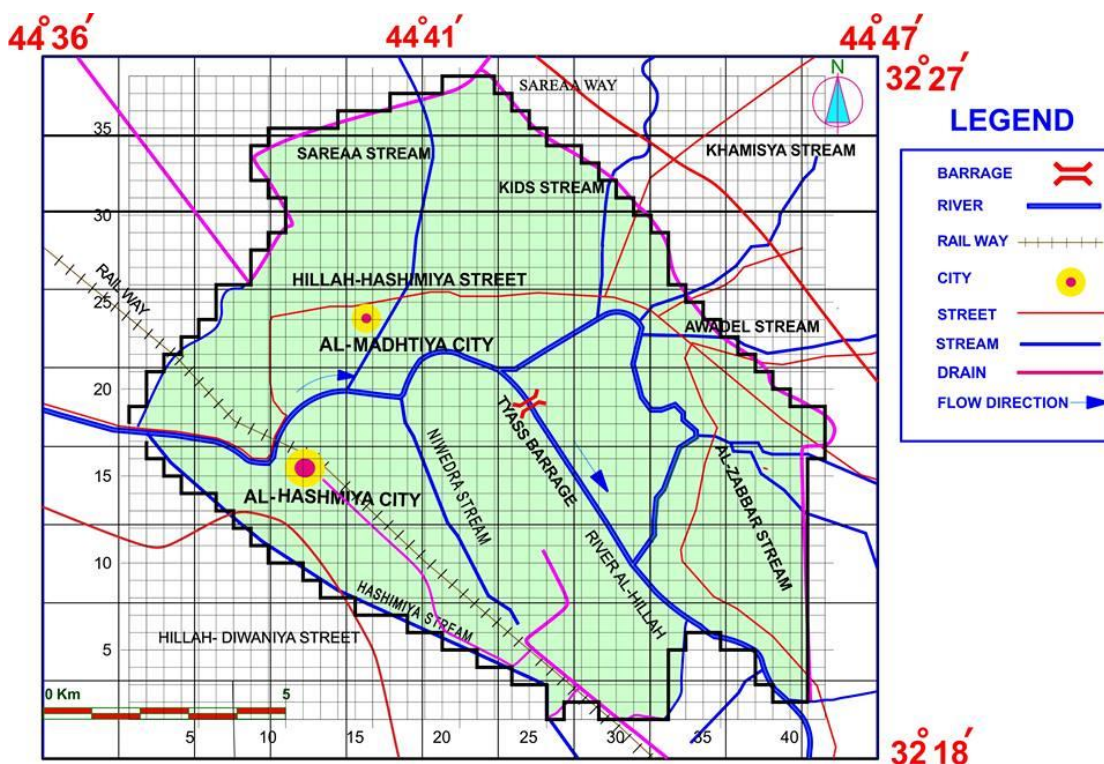 44°36′
44°41′
44°47′
32°27′
N
SAREAA WAY
35
SAREAA STREAM
KHAMISYA STREAM
KIDS STREAM
30
HILLAH-HASHIMIYA STREET
RAIL WAY
25
AL-MADHTIYA CITY
AWADEL STREAM
20
TYASS BARRAGE
NIWEDRA STREAM
15
AL-HASHMIYA CITY
AL-ZABBAR STREAM
10
RIVER AL-HILLAH
HASHIMIYA STREAM
HILLAH- DIWANIYA STREET
5
0 Km
5
5
10
15
20
25
30
35
40
32°18′
LEGEND
BARRAGE
RIVER
RAIL WAY
CITY
STREET
STREAM
DRAIN
FLOW DIRECTION